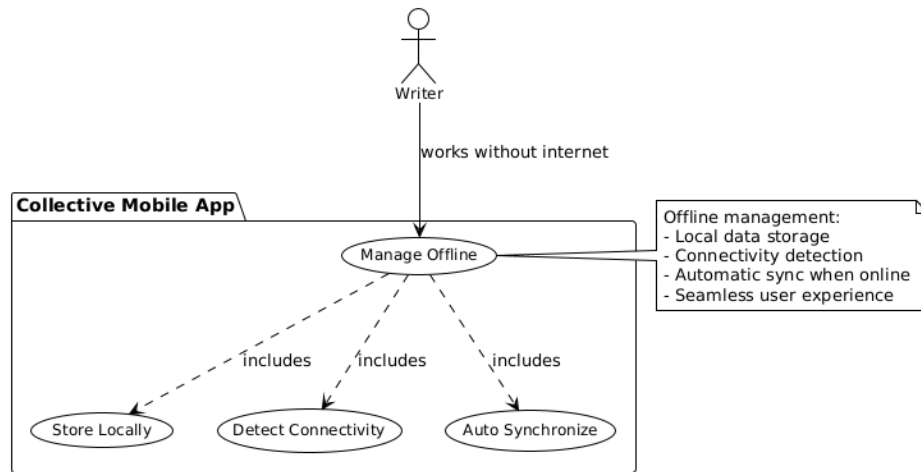 Writer
works without internet
Collective Mobile App
Manage Offline
Offline management:
- Local data storage
- Connectivity detection
- Automatic sync when online
- Seamless user experience
includes
includes
includes
Store Locally
Detect Connectivity
Auto Synchronize